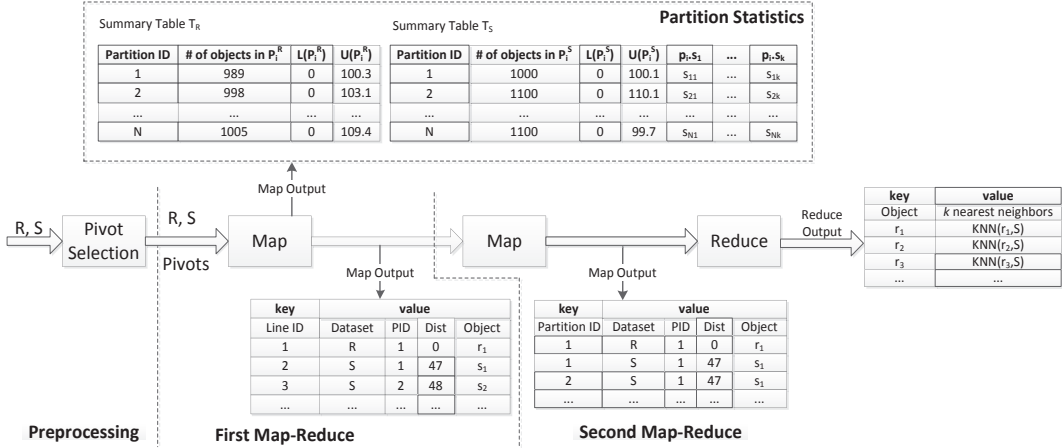 Partition Statistics
Summary Table T_R
Partition ID | # of objects in P_i^R | L(P_i^R) | U(P_i^R)
1 | 989 | 0 | 100.3
2 | 998 | 0 | 103.1
... | ... | ... | ...
N | 1005 | 0 | 109.4
Summary Table T_S
Partition ID | # of objects in P_i^S | L(P_i^S) | U(P_i^S) | p_i.s_1 | ... | p_i.s_k
1 | 1000 | 0 | 100.1 | s_11 | ... | s_1k
2 | 1100 | 0 | 110.1 | s_21 | ... | s_2k
... | ... | ... | ... | ... | ... | ...
N | 1100 | 0 | 99.7 | s_N1 | ... | s_Nk
Map Output
R, S
Pivot
Selection
R, S
Pivots
Map
Map
Reduce
Reduce
Output
key | value
Object | k nearest neighbors
r_1 | KNN(r_1,S)
r_2 | KNN(r_2,S)
r_3 | KNN(r_3,S)
... | ...
Map Output
key | value
Line ID | Dataset | PID | Dist | Object
1 | R | 1 | 0 | r_1
2 | S | 1 | 47 | s_1
3 | S | 2 | 48 | s_2
... | ... | ... | ... | ...
Map Output
key | value
Partition ID | Dataset | PID | Dist | Object
1 | R | 1 | 0 | r_1
1 | S | 1 | 47 | s_1
2 | S | 1 | 47 | s_1
... | ... | ... | ... | ...
Preprocessing
First Map-Reduce
Second Map-Reduce